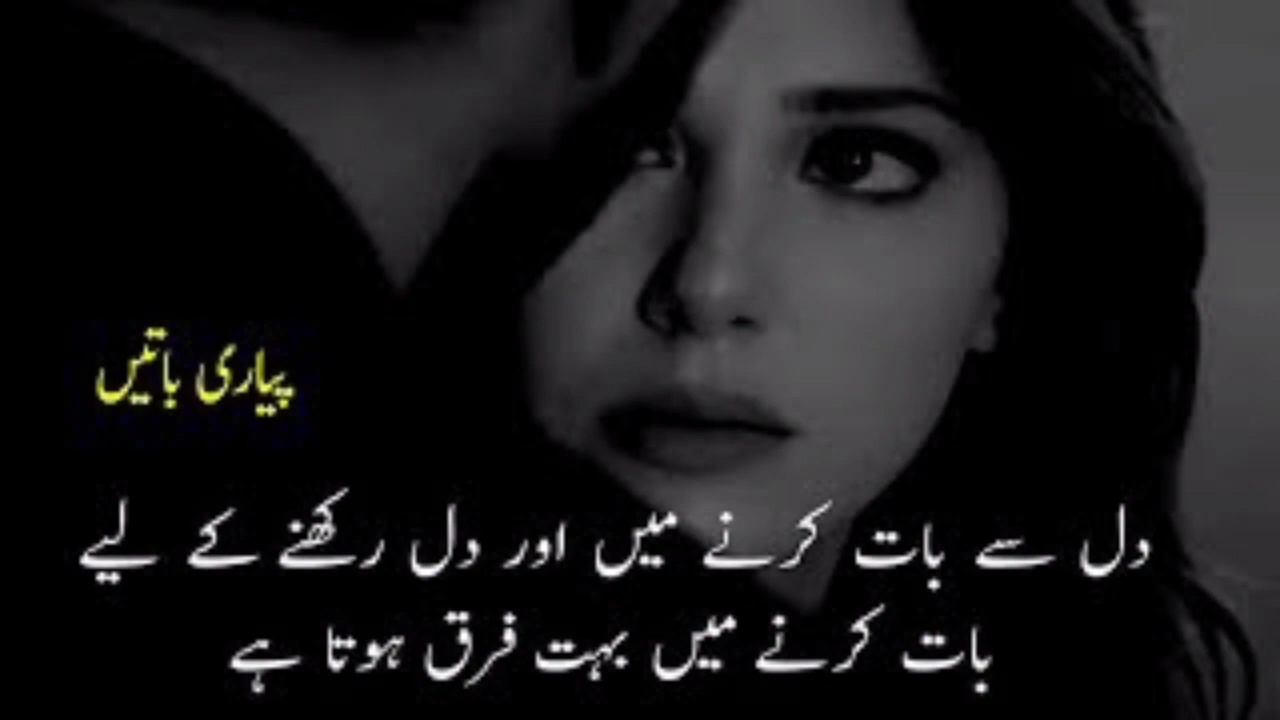 پیاری باتیں
دل سے بات کرنے میں اور دل رکھنے کے لیے
بات کرنے میں بہت فرق ہوتا ہے